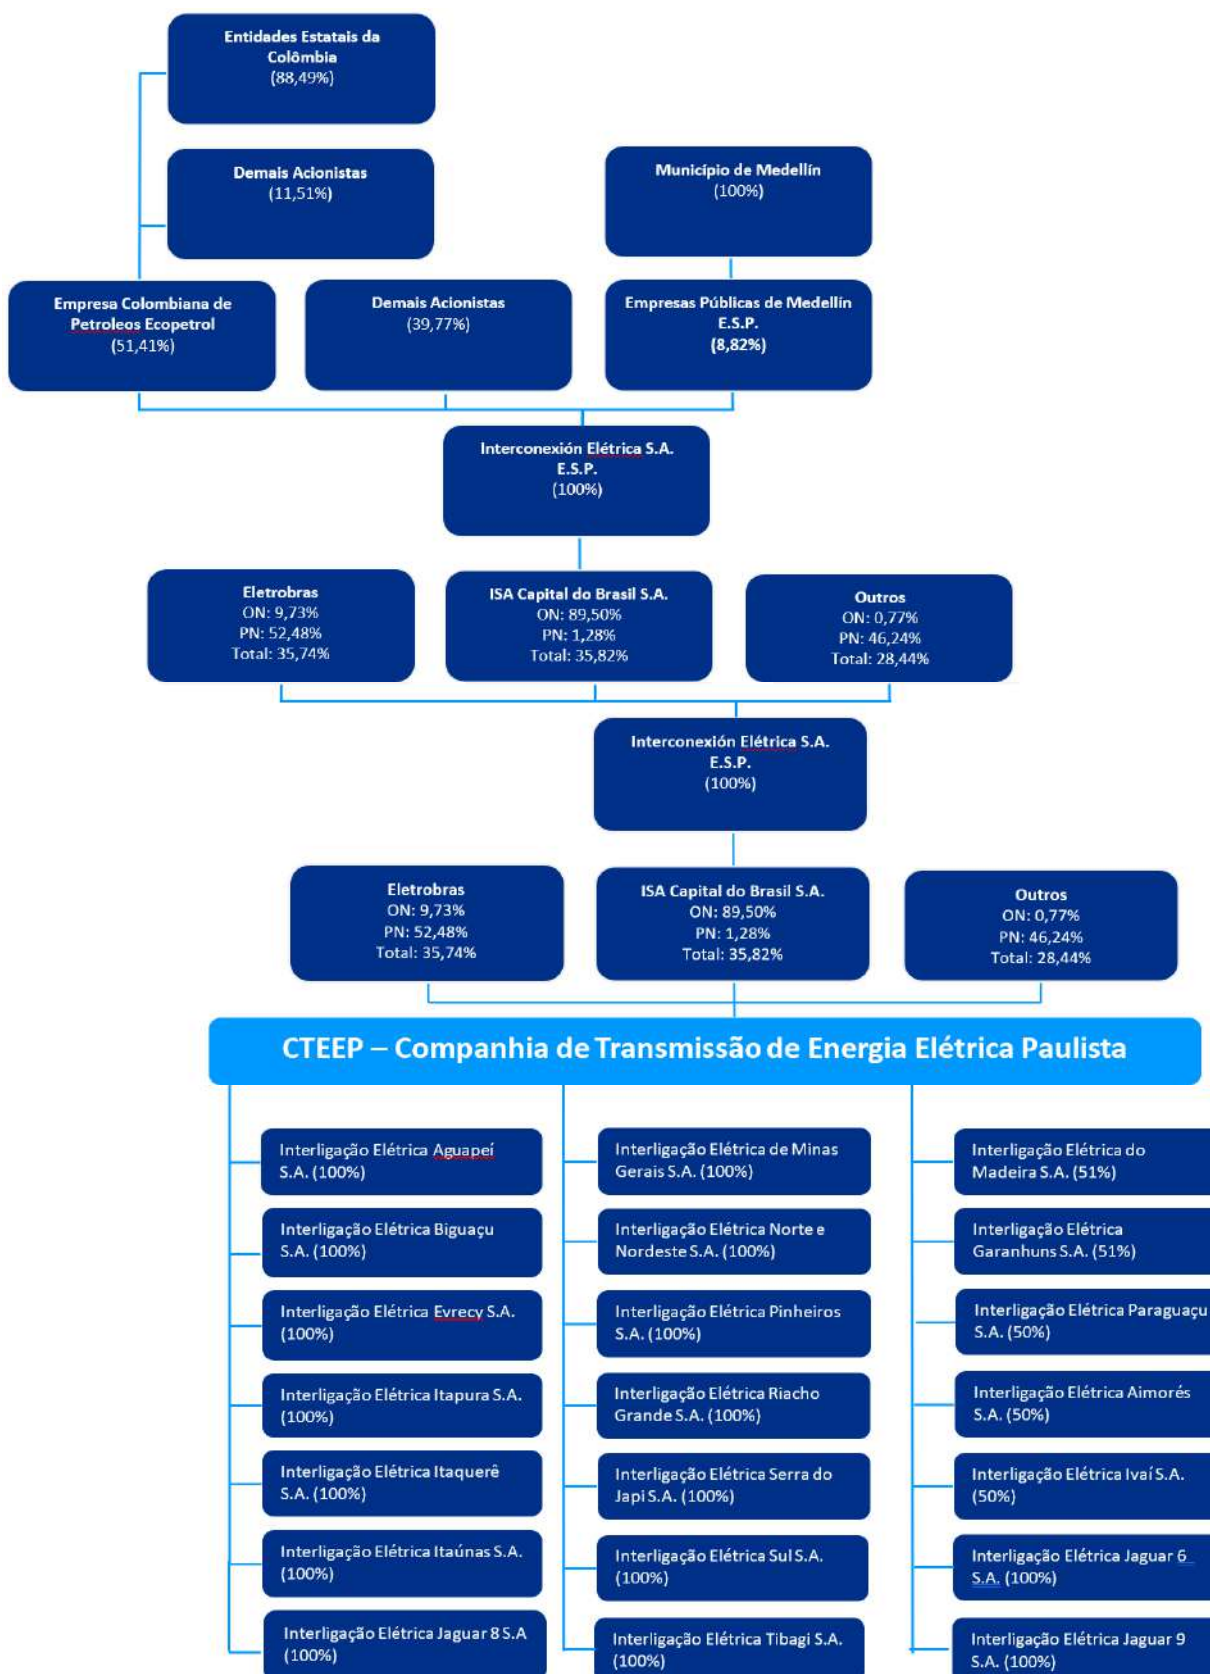 Entidades Estatais da
Colômbia
(88,49%)
Demais Acionistas
(11,51%)
Município de Medellín
(100%)
Empresa Colombiana de
Petroleos Ecopetrol
(51,41%)
Demais Acionistas
(39,77%)
Empresas Públicas de Medellín
E.S.P.
(8,82%)
Interconexión Elétrica S.A.
E.S.P.
(100%)
Eletrobras
ON: 9,73%
PN: 52,48%
Total: 35,74%
ISA Capital do Brasil S.A.
ON: 89,50%
PN: 1,28%
Total: 35,82%
Outros
ON: 0,77%
PN: 46,24%
Total: 28,44%
Interconexión Elétrica S.A.
E.S.P.
(100%)
Eletrobras
ON: 9,73%
PN: 52,48%
Total: 35,74%
ISA Capital do Brasil S.A.
ON: 89,50%
PN: 1,28%
Total: 35,82%
Outros
ON: 0,77%
PN: 46,24%
Total: 28,44%
CTEEP – Companhia de Transmissão de Energia Elétrica Paulista
Interligação Elétrica Aguapeí
S.A. (100%)
Interligação Elétrica Biguaçu
S.A. (100%)
Interligação Elétrica Evrecy S.A.
(100%)
Interligação Elétrica Itapura S.A.
(100%)
Interligação Elétrica Itaquerê
S.A. (100%)
Interligação Elétrica Itaúnas S.A.
(100%)
Interligação Elétrica Jaguar 8 S.A
(100%)
Interligação Elétrica de Minas
Gerais S.A. (100%)
Interligação Elétrica Norte e
Nordeste S.A. (100%)
Interligação Elétrica Pinheiros
S.A. (100%)
Interligação Elétrica Riacho
Grande S.A. (100%)
Interligação Elétrica Serra do
Japi S.A. (100%)
Interligação Elétrica Sul S.A.
(100%)
Interligação Elétrica Tibagi S.A.
(100%)
Interligação Elétrica do
Madeira S.A. (51%)
Interligação Elétrica
Garanhuns S.A. (51%)
Interligação Elétrica Paraguaçu
S.A. (50%)
Interligação Elétrica Aimorés
S.A. (50%)
Interligação Elétrica Ivaí S.A.
(50%)
Interligação Elétrica Jaguar 6
S.A. (100%)
Interligação Elétrica Jaguar 9
S.A. (100%)